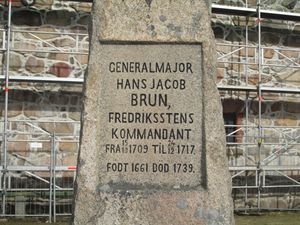 GENERALMAJOR
HANS JACOB
BRUN,
FREDRIKSSTENS
KOMMANDANT
FRA 1709 TIL 1717.
FØDT 1661 DØD 1739.